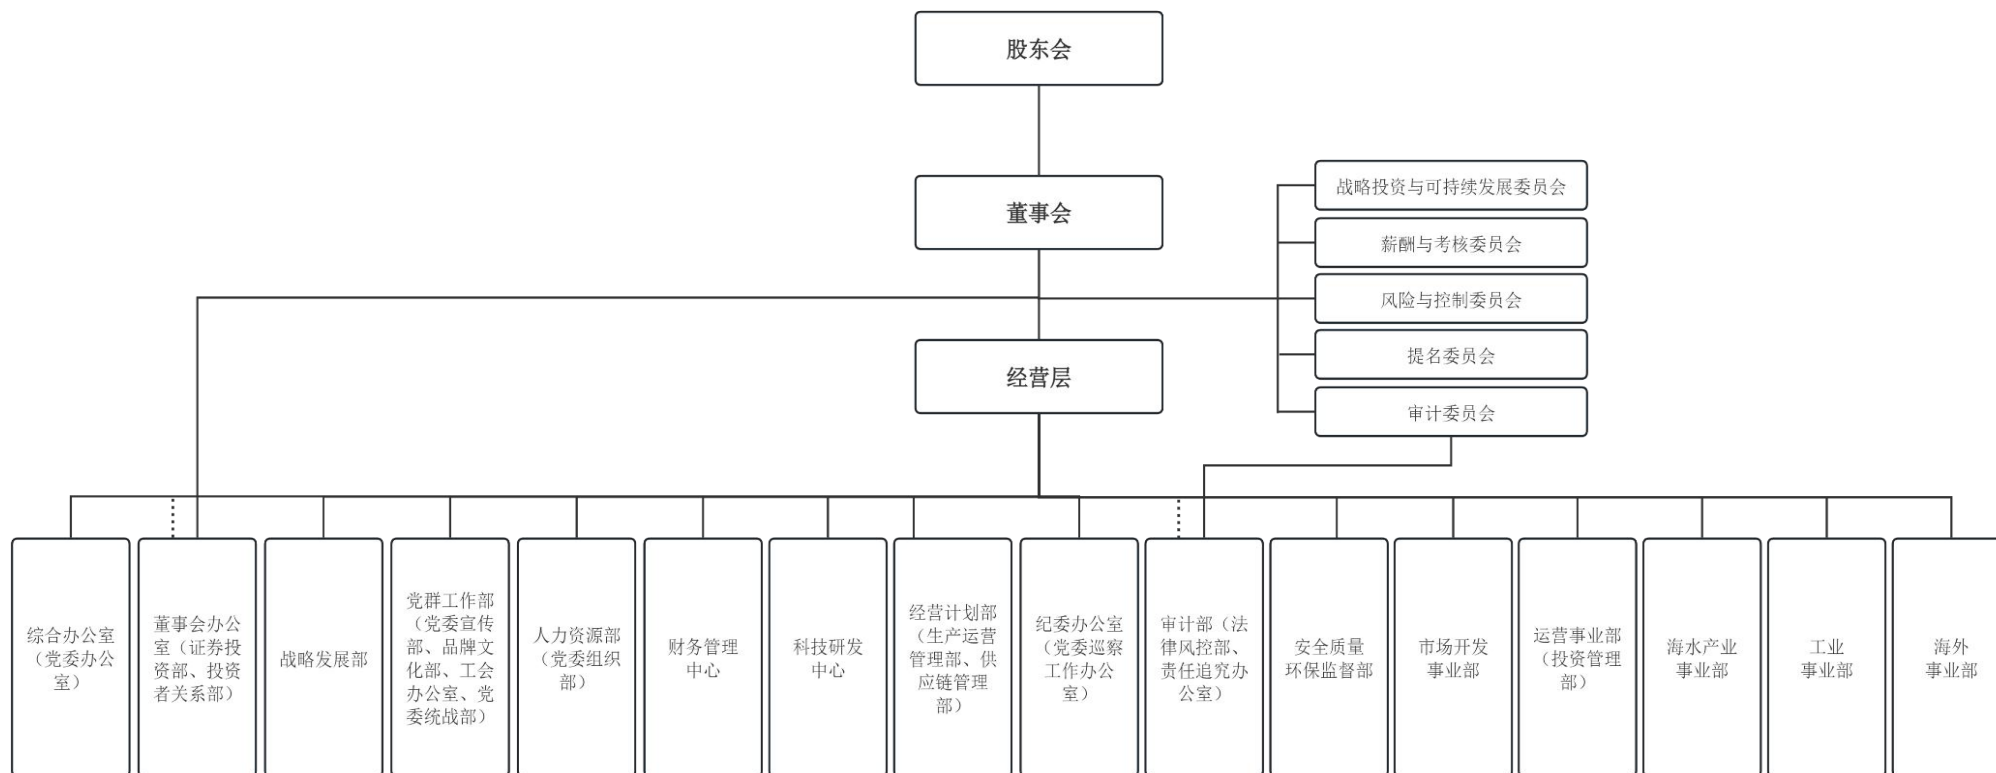 股东会
董事会
战略投资与可持续发展委员会
薪酬与考核委员会
风险与控制委员会
提名委员会
审计委员会
经营层
综合办公室
（党委办公
室）
董事会办公
室（证券投
资部、投资
者关系部）
战略发展部
党群工作部
（党委宣传
部、品牌文
化部、工会
办公室、党
委统战部）
人力资源部
（党委组织
部）
财务管理
中心
科技研发
中心
经营计划部
（生产运营
管理部、供
应链管理
部）
纪委办公室
（党委巡察
工作办公
室）
审计部（法
律风控部、
责任追究办
公室）
安全质量
环保监督部
市场开发
事业部
运营事业部
（投资管理
部）
海水产业
事业部
工业
事业部
海外
事业部